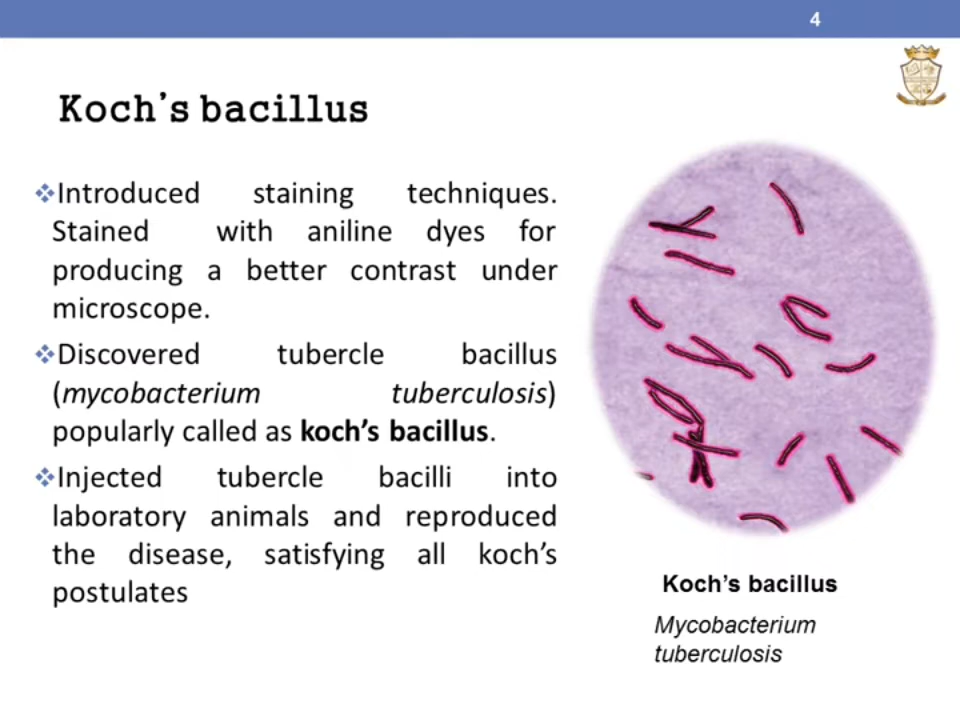 4
Koch's bacillus
❖Introduced staining techniques.
Stained with aniline dyes for
producing a better contrast under
microscope.
❖Discovered tubercle bacillus
(mycobacterium tuberculosis)
popularly called as koch's bacillus.
❖Injected tubercle bacilli into
laboratory animals and reproduced
the disease, satisfying all koch's
postulates
Koch's bacillus
Mycobacterium
tuberculosis